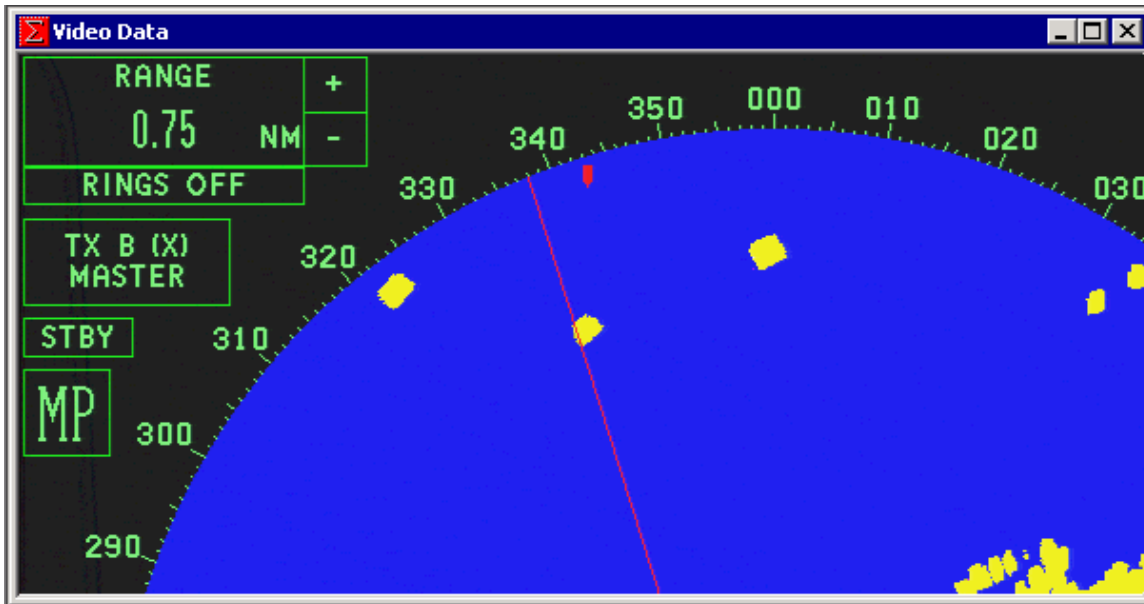 Video Data
RANGE
+
0.75 NM
-
RINGS OFF
TX B (X)
MASTER
STBY
MP
290
300
310
320
330
340
350
000
010
020
030